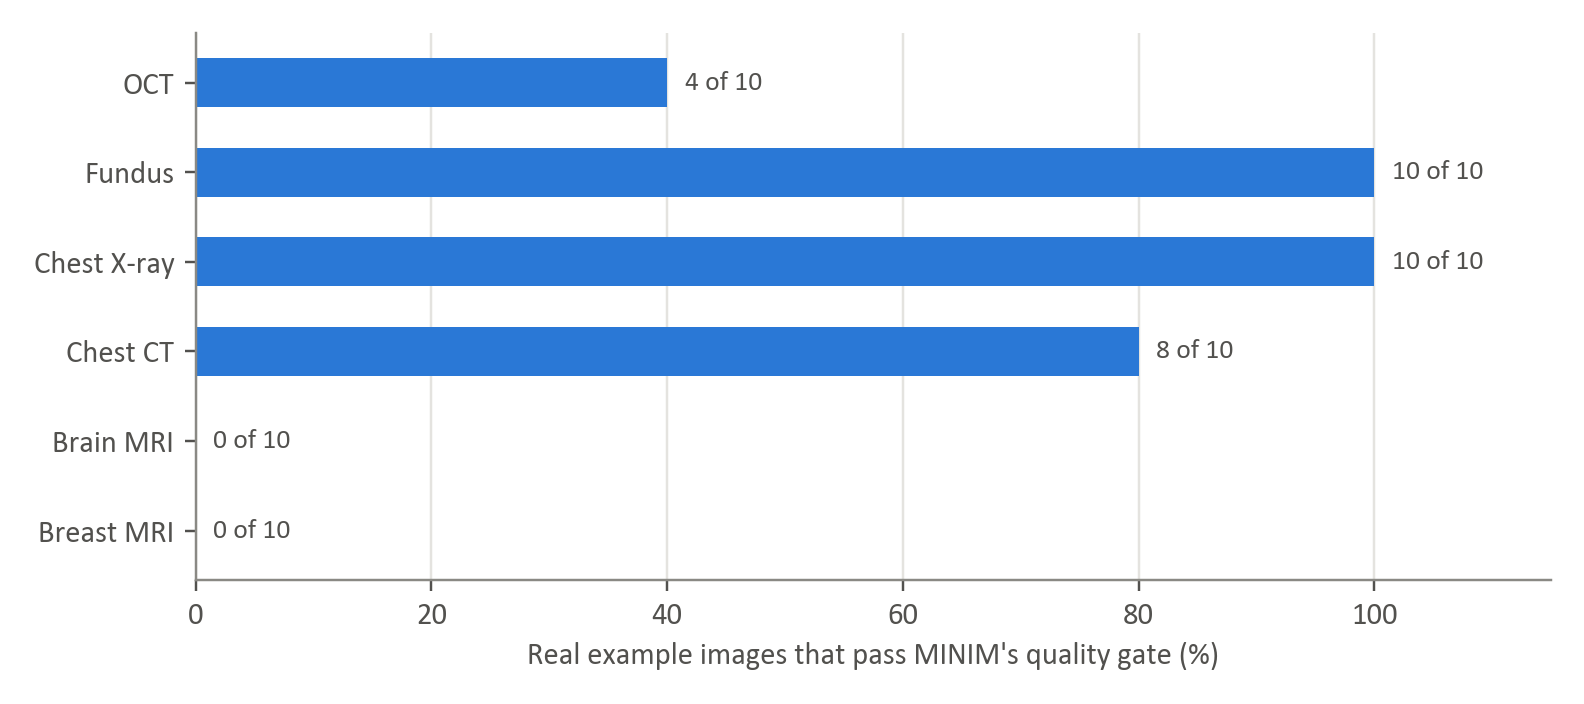 OCT
4 of 10
Fundus
10 of 10
Chest X-ray
10 of 10
Chest CT
8 of 10
Brain MRI
0 of 10
Breast MRI
0 of 10
0 20 40 60 80 100
Real example images that pass MINIM's quality gate (%)